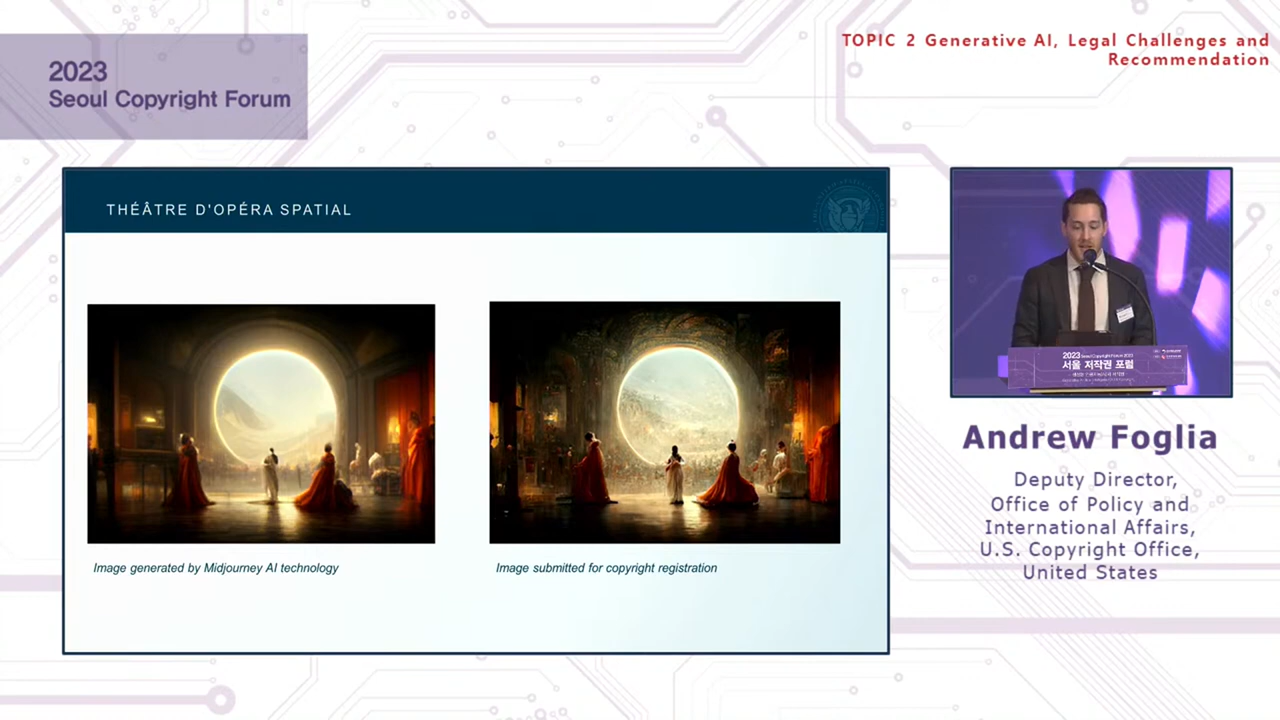 2023
Seoul Copyright Forum
TOPIC 2 Generative AI, Legal Challenges and
Recommendation
THÉÂTRE D'OPÉRA SPATIAL
Image generated by Midjourney AI technology
Image submitted for copyright registration
서울 저작권 포럼
Andrew Foglia
Deputy Director,
Office of Policy and
International Affairs,
U.S. Copyright Office,
United States